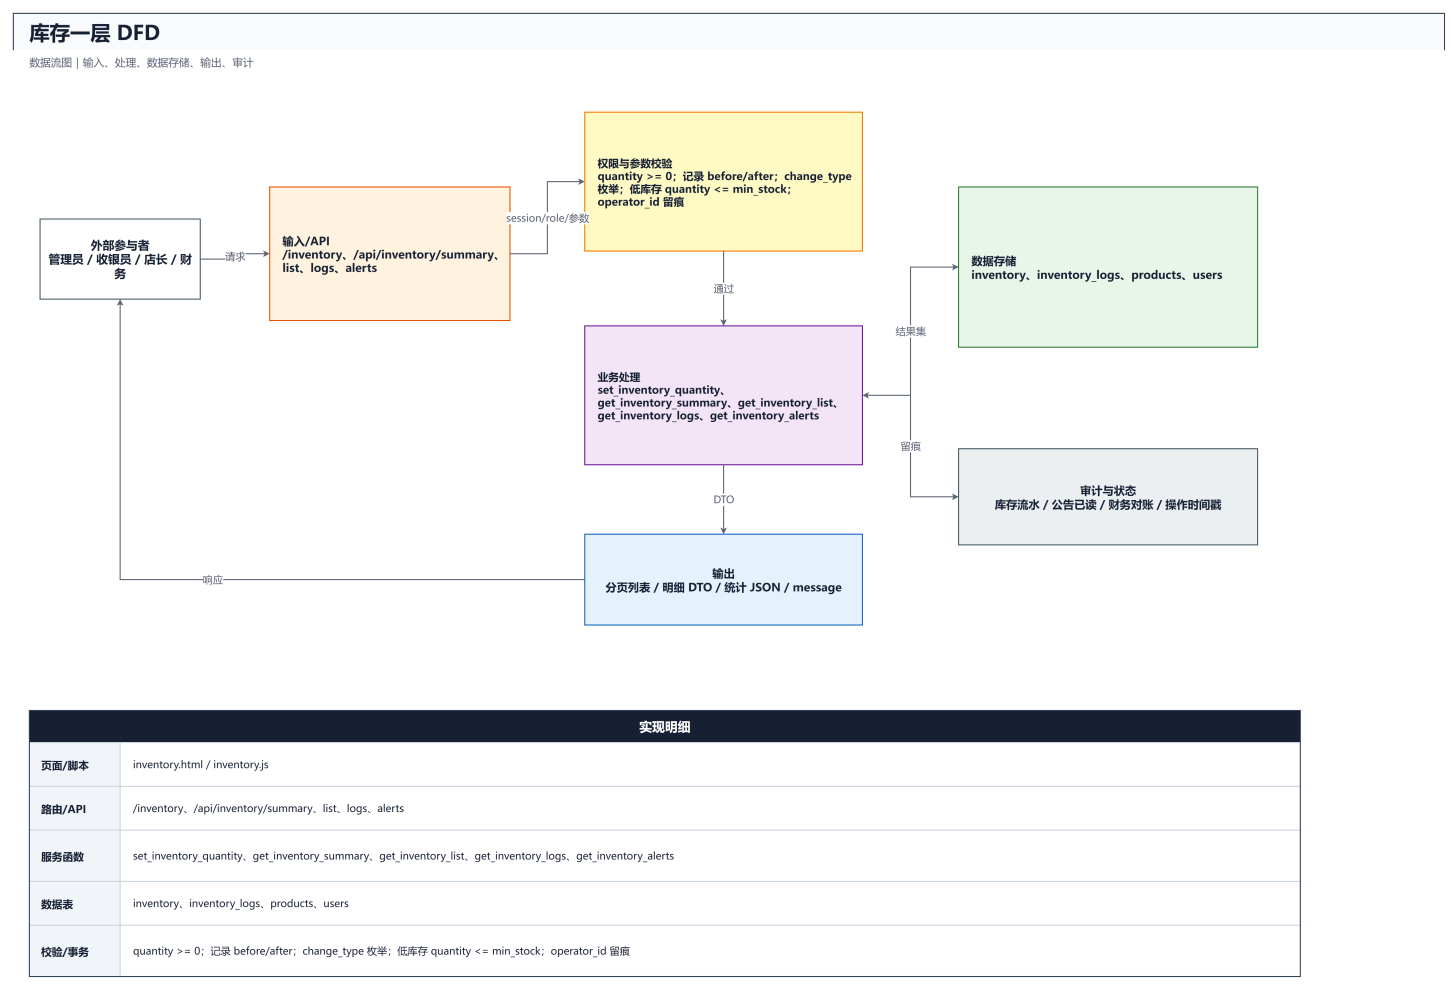 库存一层 DFD
数据流图 | 输入、处理、数据存储、输出、审计
外部参与者
管理员 / 收银员 / 店长 / 财
务
请求
输入/API
/inventory、/api/inventory/summary、
list、logs、alerts
session/role/参数
权限与参数校验
quantity >= 0；记录 before/after；change_type
枚举；低库存 quantity <= min_stock；
operator_id 留痕
通过
业务处理
set_inventory_quantity、
get_inventory_summary、get_inventory_list、
get_inventory_logs、get_inventory_alerts
结果集
数据存储
inventory、inventory_logs、products、users
留痕
审计与状态
库存流水 / 公告已读 / 财务对账 / 操作时间戳
DTO
输出
分页列表 / 明细 DTO / 统计 JSON / message
响应
实现明细
页面/脚本 inventory.html / inventory.js
路由/API /inventory、/api/inventory/summary、list、logs、alerts
服务函数 set_inventory_quantity、get_inventory_summary、get_inventory_list、get_inventory_logs、get_inventory_alerts
数据表 inventory、inventory_logs、products、users
校验/事务 quantity >= 0；记录 before/after；change_type 枚举；低库存 quantity <= min_stock；operator_id 留痕